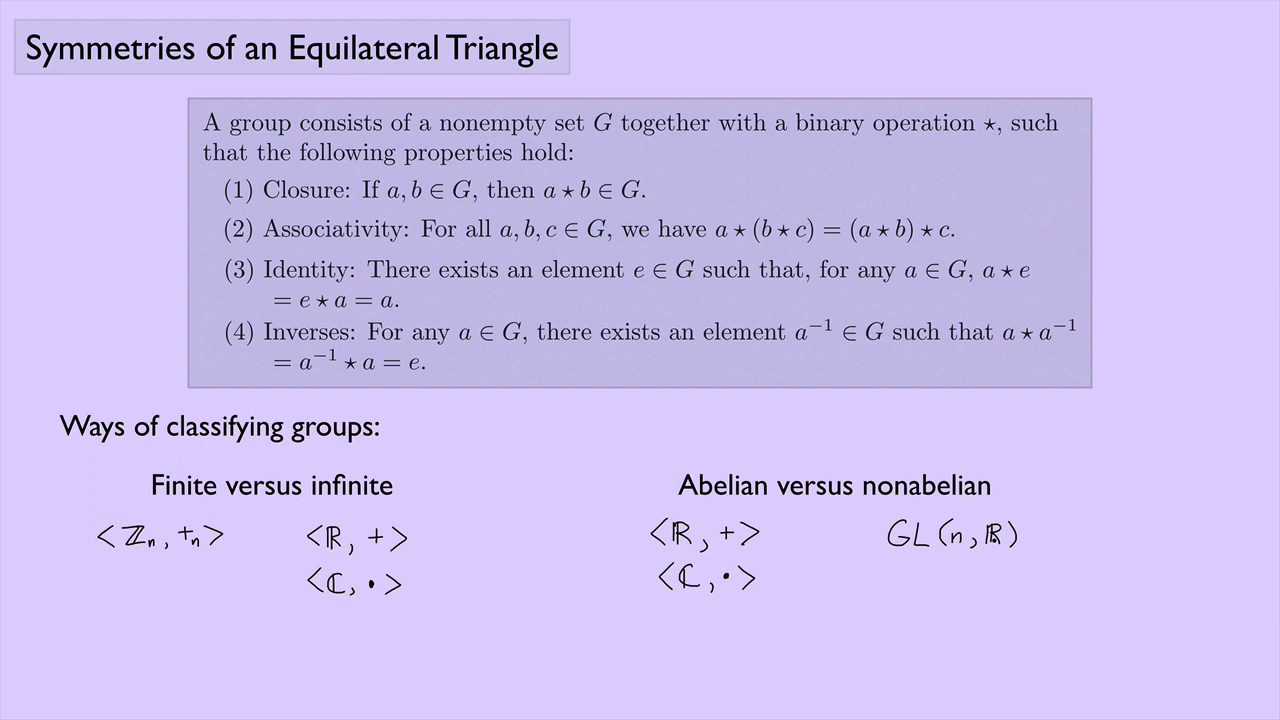 Symmetries of an Equilateral Triangle
A group consists of a nonempty set G together with a binary operation ⋆, such
that the following properties hold:
(1) Closure: If a, b ∈ G, then a ⋆ b ∈ G.
(2) Associativity: For all a, b, c ∈ G, we have a ⋆ (b ⋆ c) = (a ⋆ b) ⋆ c.
(3) Identity: There exists an element e ∈ G such that, for any a ∈ G, a ⋆ e
= e ⋆ a = a.
(4) Inverses: For any a ∈ G, there exists an element a⁻¹ ∈ G such that a ⋆ a⁻¹
= a⁻¹ ⋆ a = e.
Ways of classifying groups:
Finite versus infinite Abelian versus nonabelian
<ℤₙ, +ₙ> <ℝ, +> <ℝ, +> GL(n, ℝ)
<ℂ, •> <ℂ, •>